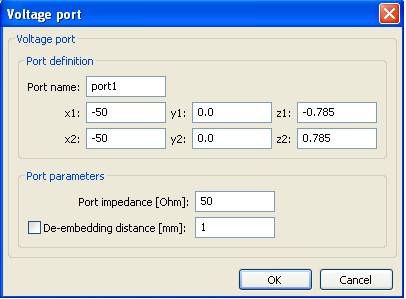 Voltage port
Voltage port
Port definition
Port name: port1
x1: -50 y1: 0.0 z1: -0.785
x2: -50 y2: 0.0 z2: 0.785
Port parameters
Port impedance [Ohm]: 50
De-embedding distance [mm]: 1
OK Cancel